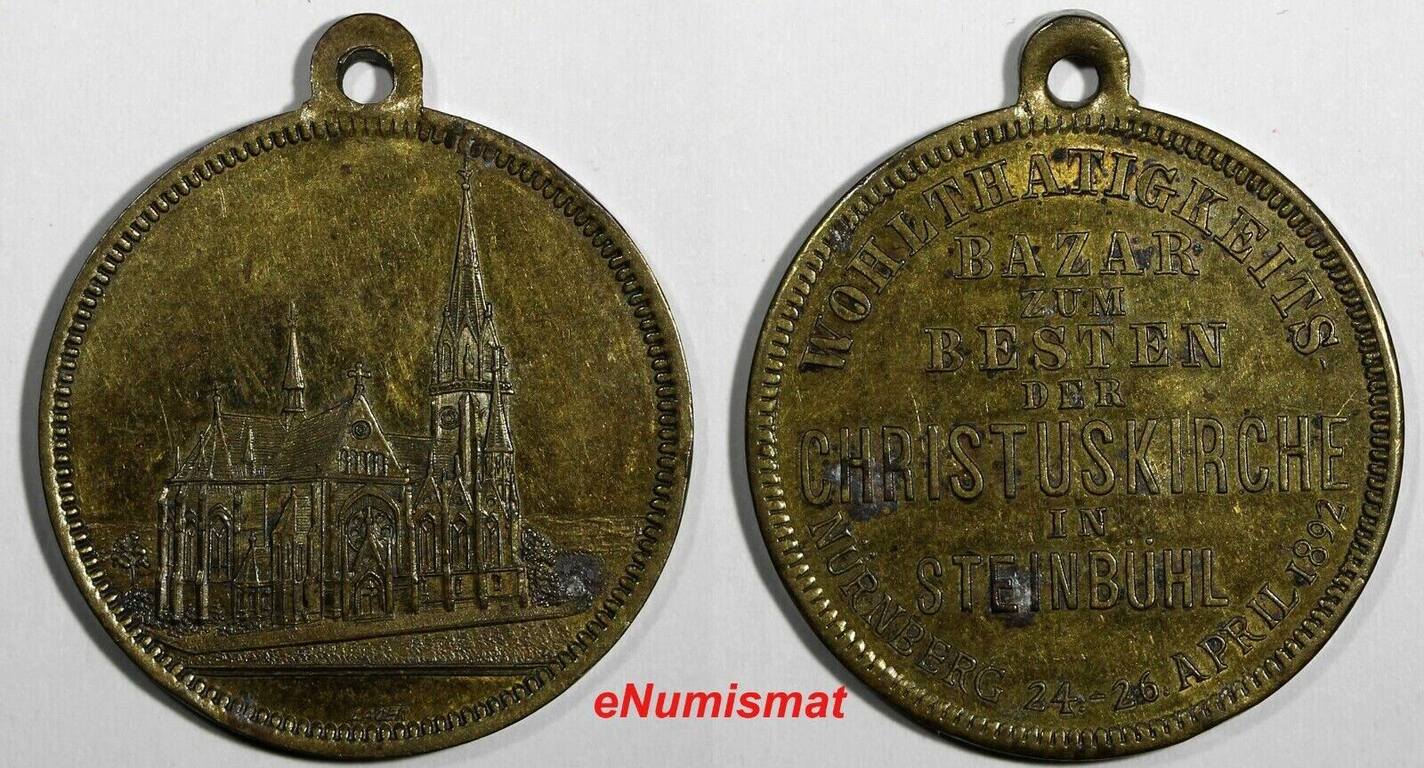 WOHLTHATIGKEITS-
BAZAR
ZUM
BESTEN
DER
CHRISTUSKIRCHE
IN
STEINBÜHL
NÜRNBERG 24.-26. APRIL 1892
eNumismat